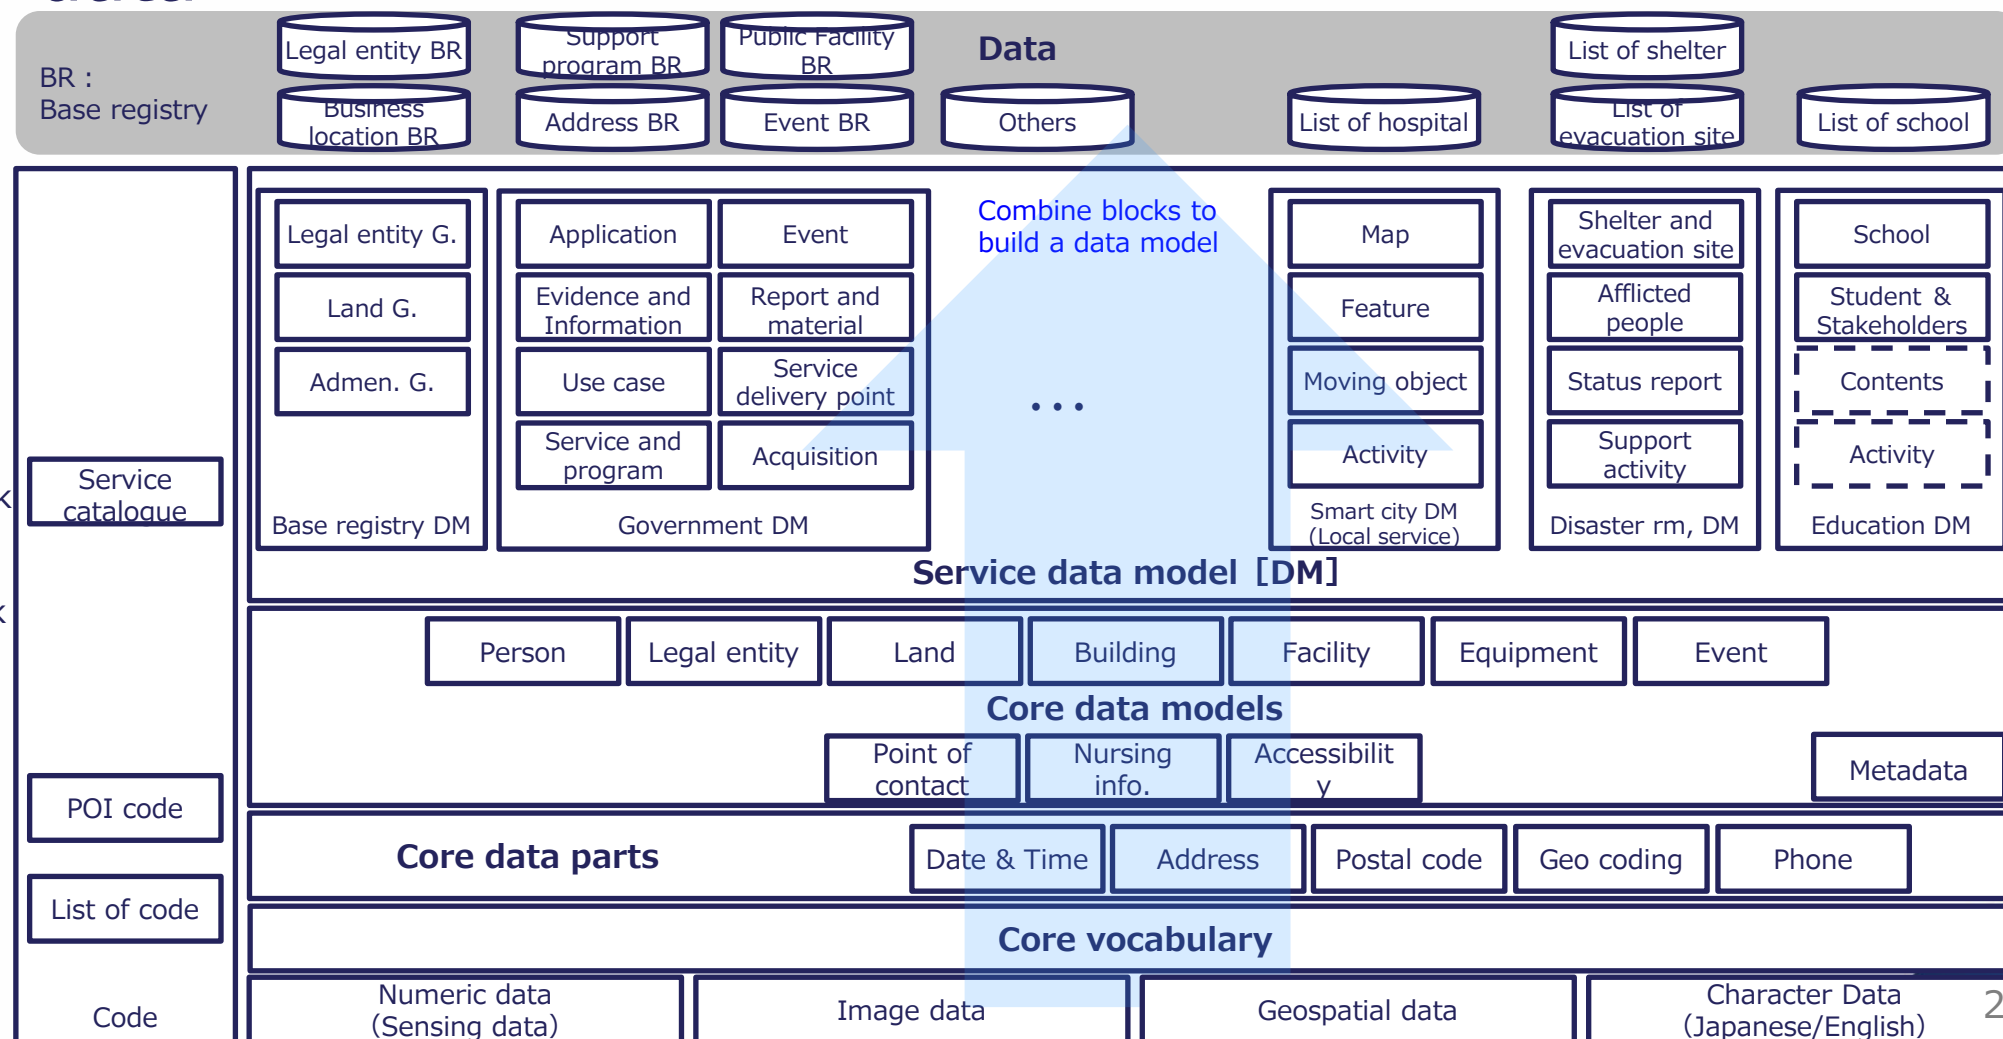 BR :
Base registry
Legal entity BR
Support
program BR
Public Facility
BR
Data
List of shelter
Business
location BR
Address BR
Event BR
Others
List of hospital
List of
evacuation site
List of school
Service
catalogue
POI code
List of code
Code
Legal entity G.
Land G.
Admen. G.
Base registry DM
Application
Event
Evidence and
Information
Report and
material
Use case
Service
delivery point
Service and
program
Acquisition
Government DM
Combine blocks to
build a data model
...
Map
Feature
Moving object
Activity
Smart city DM
(Local service)
Shelter and
evacuation site
Afflicted
people
Status report
Support
activity
Disaster rm, DM
School
Student &
Stakeholders
Contents
Activity
Education DM
Service data model [DM]
Person
Legal entity
Land
Building
Facility
Equipment
Event
Core data models
Point of
contact
Nursing
info.
Accessibilit
y
Metadata
Core data parts
Date & Time
Address
Postal code
Geo coding
Phone
Core vocabulary
Numeric data
(Sensing data)
Image data
Geospatial data
Character Data
(Japanese/English)
2